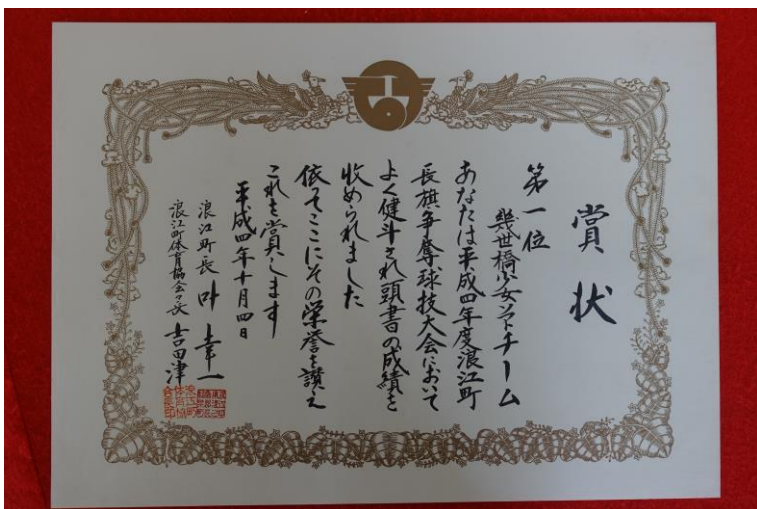 賞状
第一位
幾世橋少女ソフトチーム
あなたは平成四年度浪江町
長旗争奪球技大会において
よく健斗され頭書の成績を
収められました
依てここにその栄誉を讃え
これを賞します
平成四年十月四日
浪江町長 叶幸一
浪江町体育協会々長 吉田津